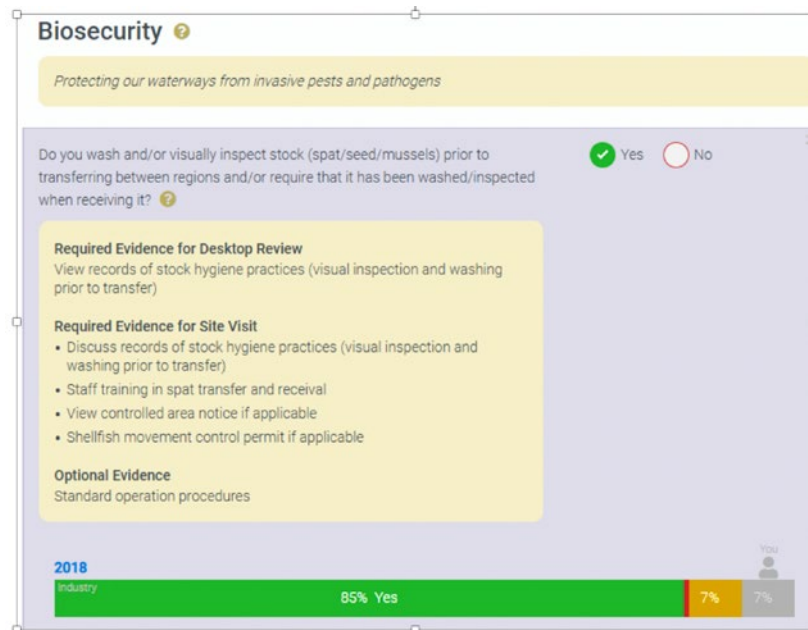 Biosecurity ?
Protecting our waterways from invasive pests and pathogens
Do you wash and/or visually inspect stock (spat/seed/mussels) prior to
transferring between regions and/or require that it has been washed/inspected
when receiving it? ?
Yes No
Required Evidence for Desktop Review
View records of stock hygiene practices (visual inspection and washing
prior to transfer)
Required Evidence for Site Visit
• Discuss records of stock hygiene practices (visual inspection and
washing prior to transfer)
• Staff training in spat transfer and receival
• View controlled area notice if applicable
• Shellfish movement control permit if applicable
Optional Evidence
Standard operation procedures
You
2018
Industry
85% Yes 7% 7%